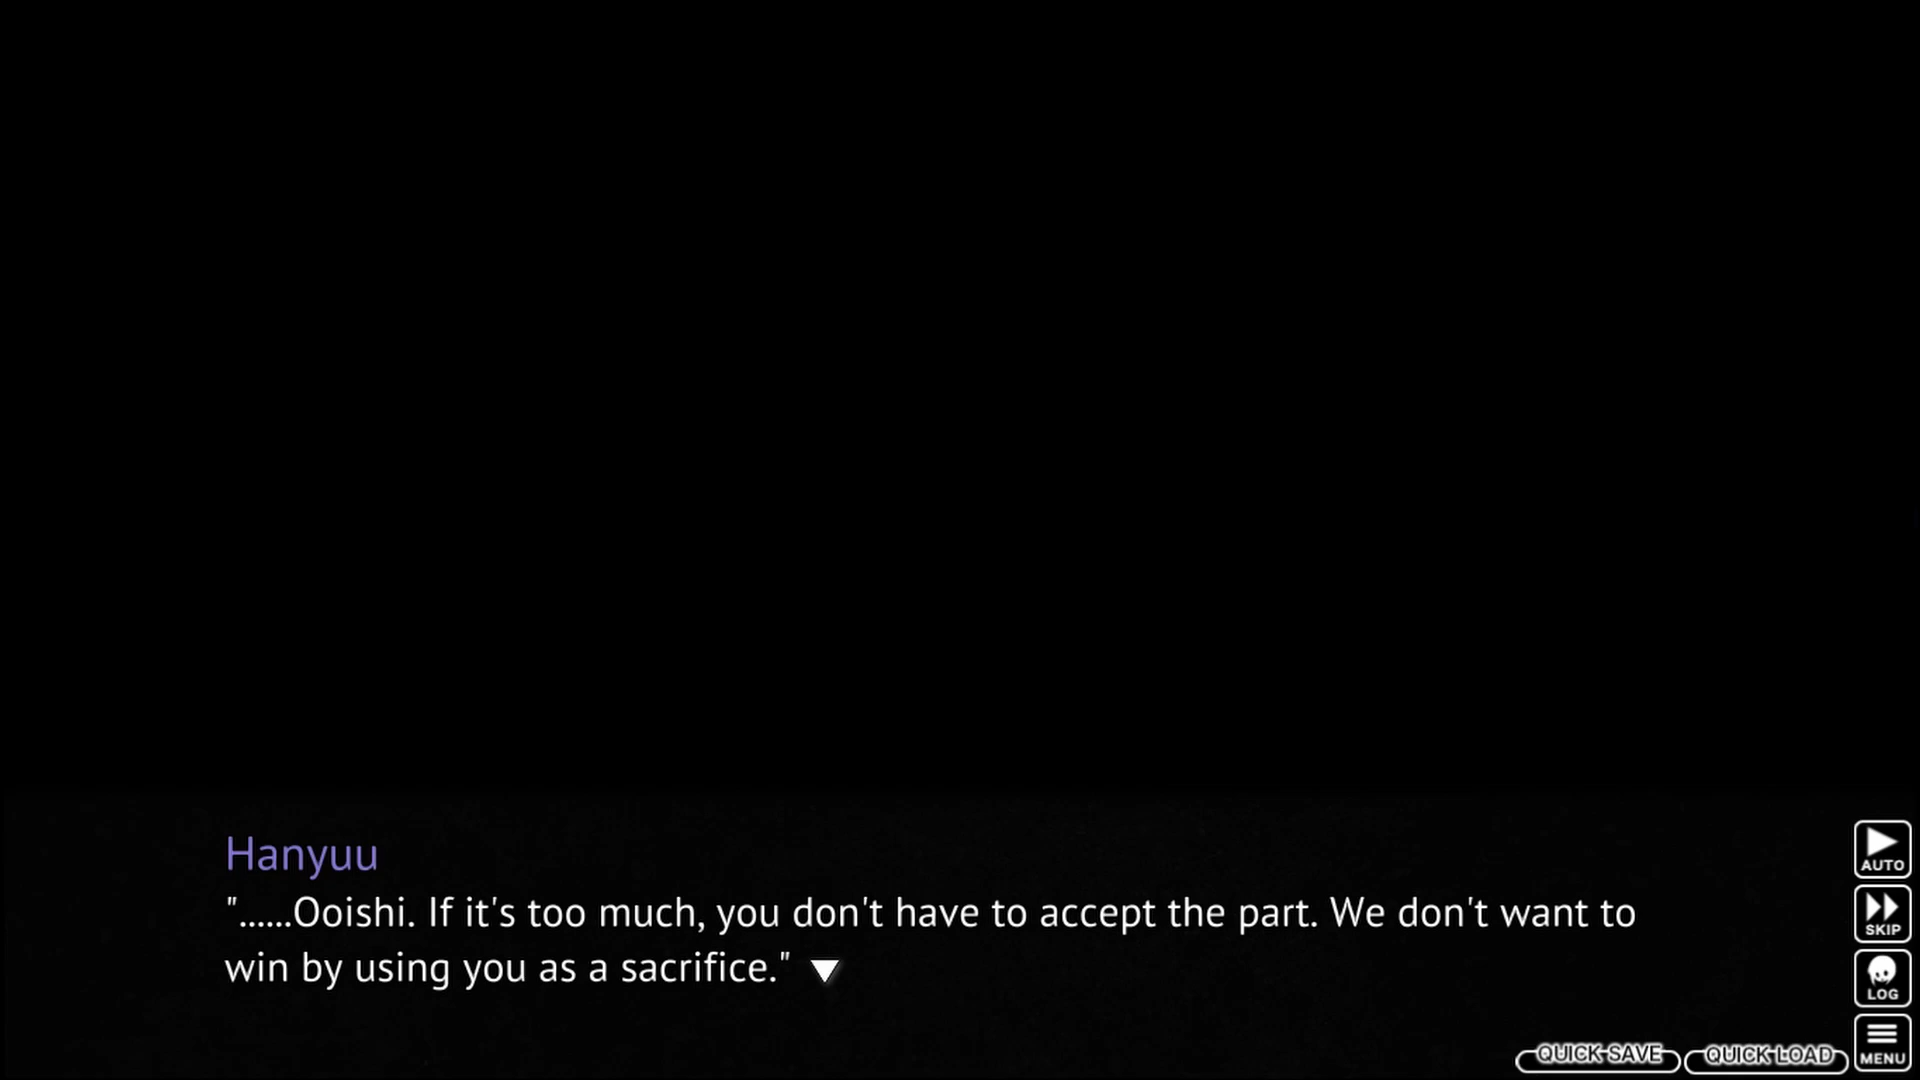 Hanyuu
"......Ooishi. If it's too much, you don't have to accept the part. We don't want to
win by using you as a sacrifice."
AUTO
SKIP
LOG
MENU
QUICK SAVE
QUICK LOAD